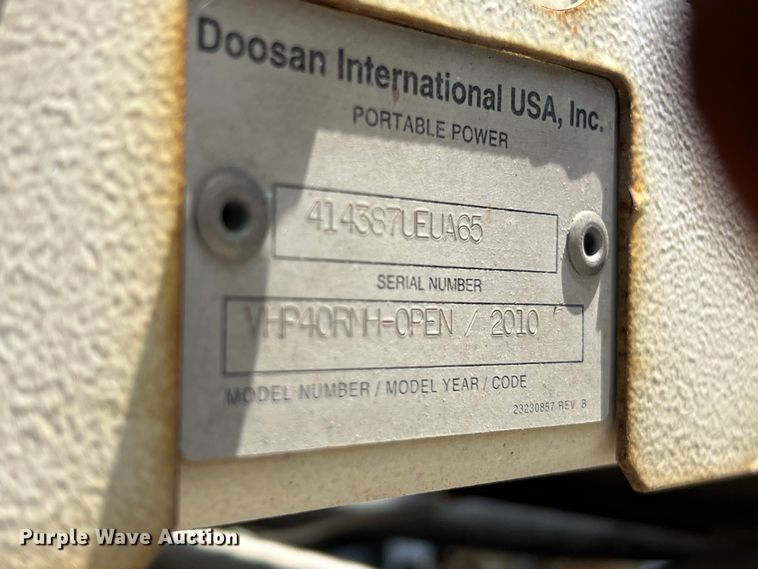 Doosan International USA, Inc.
PORTABLE POWER
414387UEUA65
SERIAL NUMBER
VHP40RMH-OPEN / 2010
MODEL NUMBER / MODEL YEAR / CODE
23230857 REV. B
Purple Wave Auction